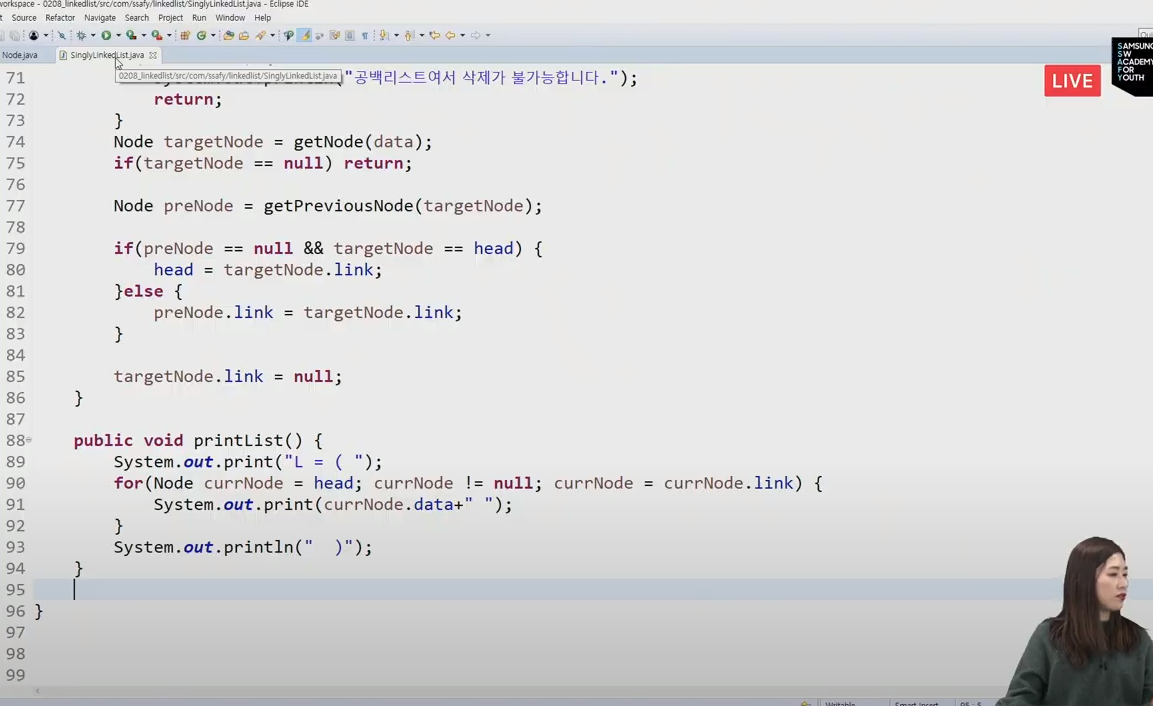 workspace - 0208_linkedlist/src/com/ssafy/linkedlist/SinglyLinkedList.java - Eclipse IDE
Source Refactor Navigate Search Project Run Window Help
Node.java SinglyLinkedList.java
0208_linkedlist/src/com/ssafy/linkedlist/SinglyLinkedList.java
LIVE
SAMSUNG
SW
ACADEMY
FOR
YOUTH
71 "공백리스트여서 삭제가 불가능합니다.");
72 return;
73 }
74 Node targetNode = getNode(data);
75 if(targetNode == null) return;
76
77 Node preNode = getPreviousNode(targetNode);
78
79 if(preNode == null && targetNode == head) {
80 head = targetNode.link;
81 }else {
82 preNode.link = targetNode.link;
83 }
84
85 targetNode.link = null;
86 }
87
88 public void printList() {
89 System.out.print("L = ( ");
90 for(Node currNode = head; currNode != null; currNode = currNode.link) {
91 System.out.print(currNode.data+" ");
92 }
93 System.out.println("  )");
94 }
95
96 }
97
98
99
Writable Smart Insert 95 : 5